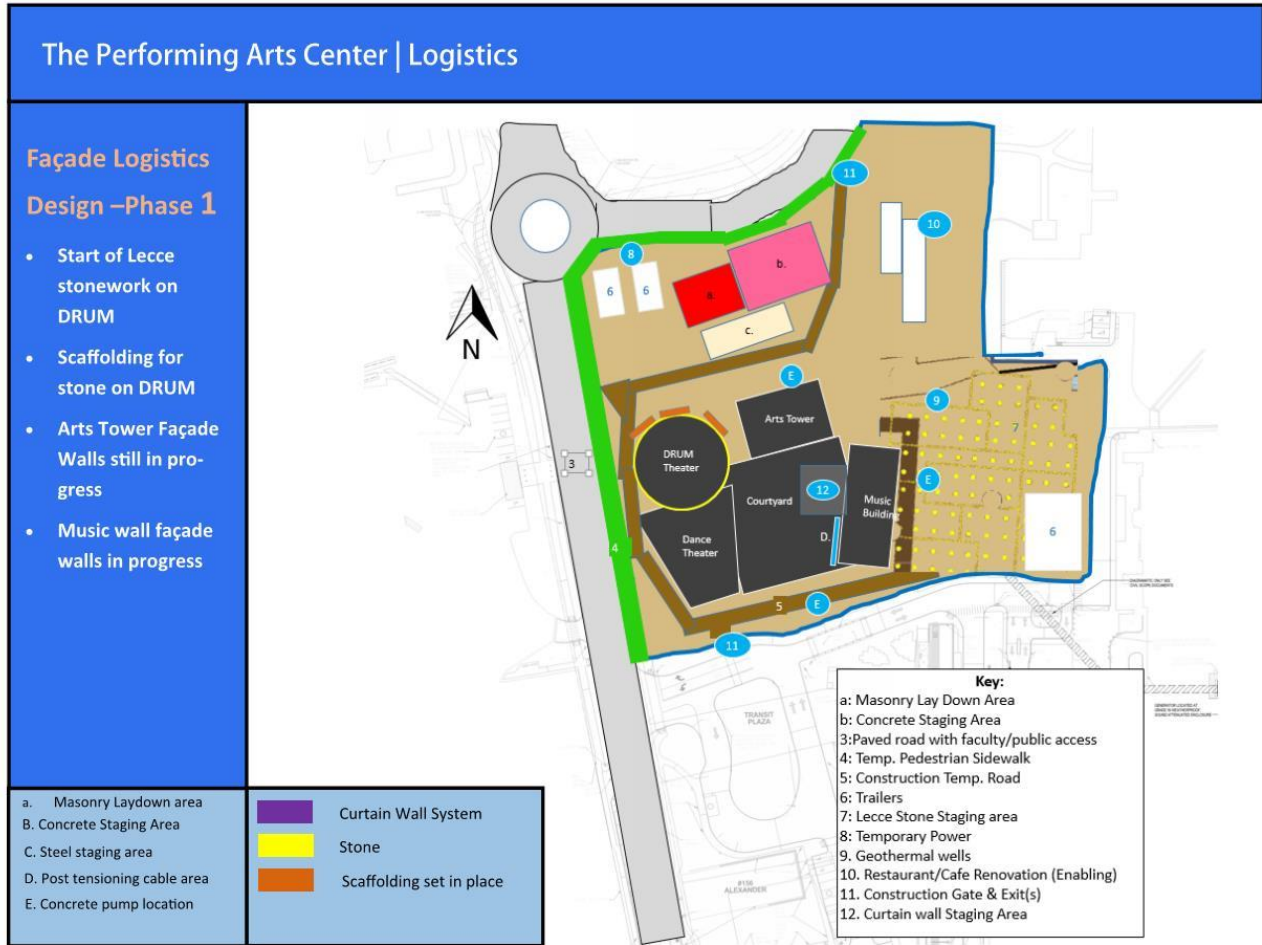 The Performing Arts Center | Logistics
Façade Logistics
Design –Phase 1
• Start of Lecce
stonework on
DRUM
• Scaffolding for
stone on DRUM
• Arts Tower Façade
Walls still in pro-
gress
• Music wall façade
walls in progress
a. Masonry Laydown area
B. Concrete Staging Area
C. Steel staging area
D. Post tensioning cable area
E. Concrete pump location
Curtain Wall System
Stone
Scaffolding set in place
11
10
8
b.
6
6
a.
c.
N
E
9
Arts Tower
7
3
DRUM
Theater
E
12
Courtyard
Music
Building
6
D.
4
Dance
Theater
5
E
11
TRANSIT
PLAZA
#156
ALEXANDER
Key:
a: Masonry Lay Down Area
b: Concrete Staging Area
3:Paved road with faculty/public access
4: Temp. Pedestrian Sidewalk
5: Construction Temp. Road
6: Trailers
7: Lecce Stone Staging area
8: Temporary Power
9. Geothermal wells
10. Restaurant/Cafe Renovation (Enabling)
11. Construction Gate & Exit(s)
12. Curtain wall Staging Area